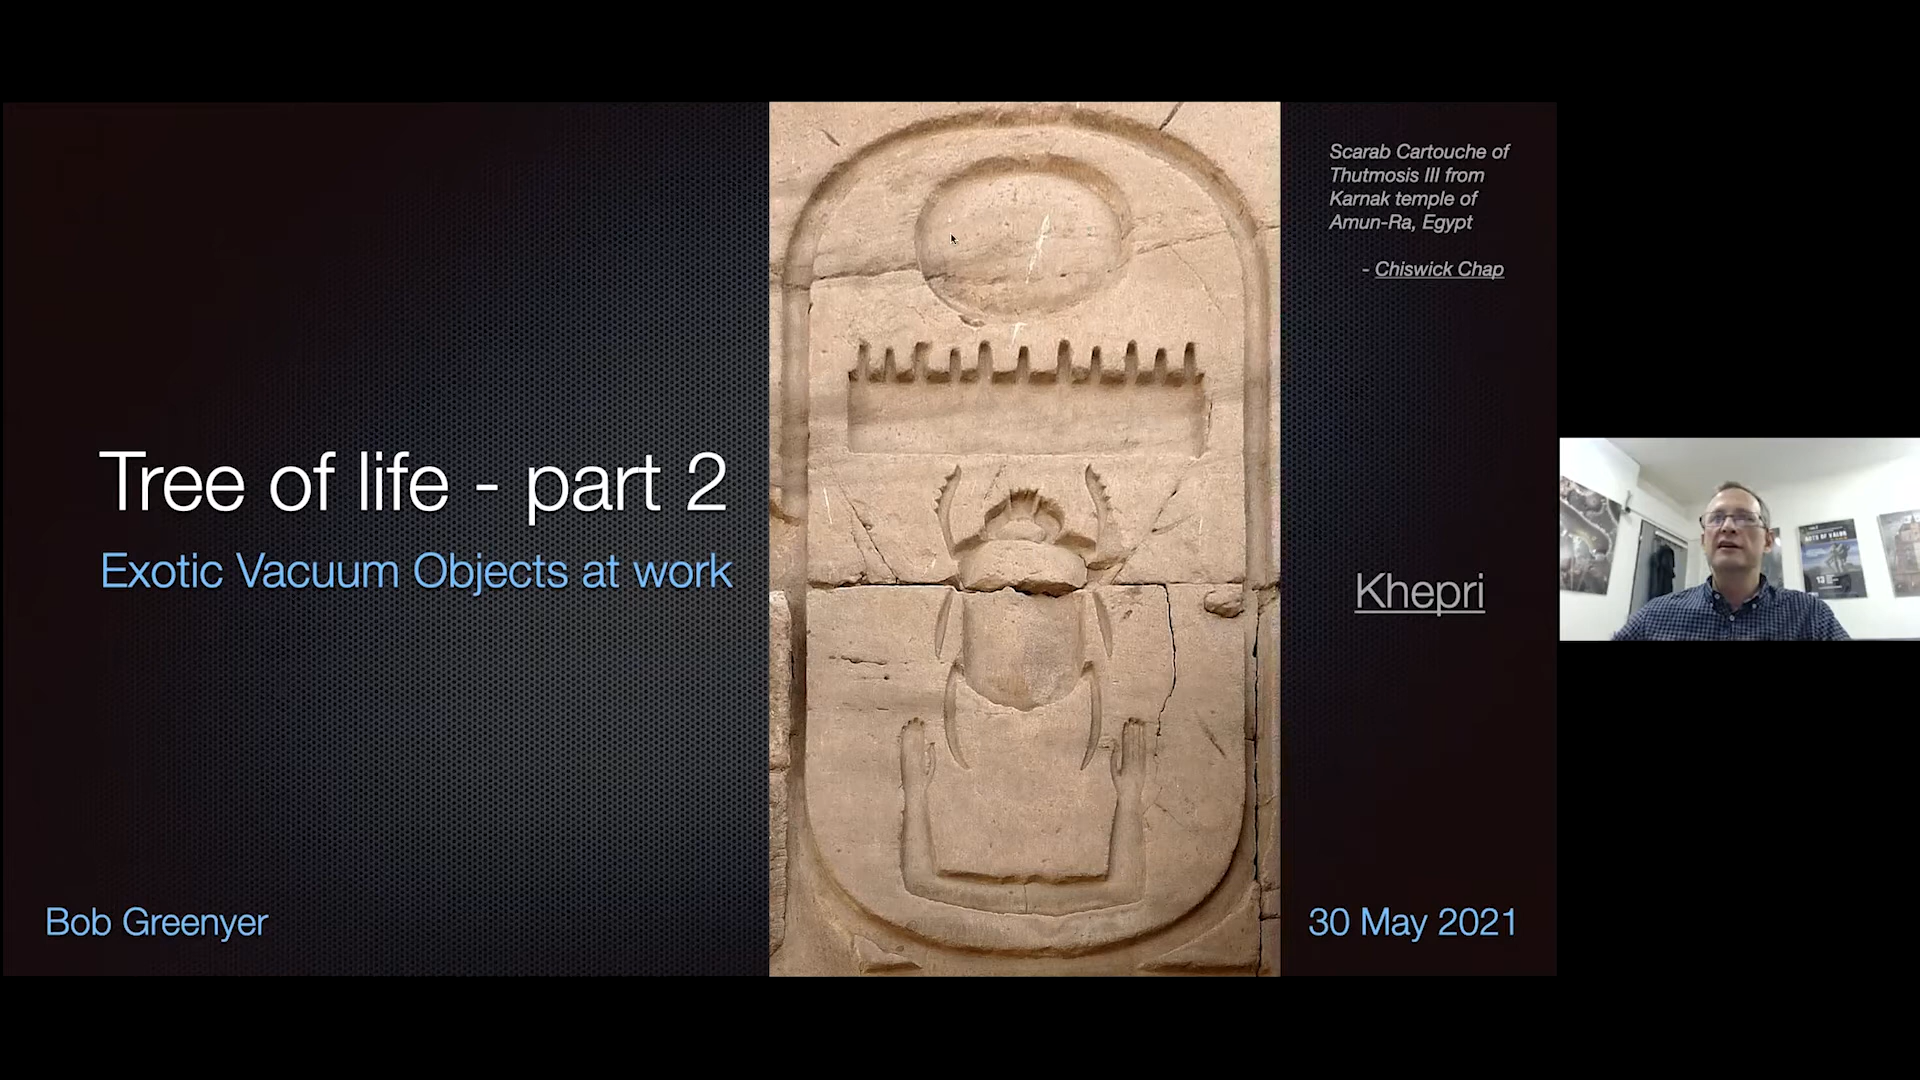 Tree of life - part 2
Exotic Vacuum Objects at work
Bob Greenyer
Scarab Cartouche of
Thutmosis III from
Karnak temple of
Amun-Ra, Egypt
- Chiswick Chap
Khepri
30 May 2021